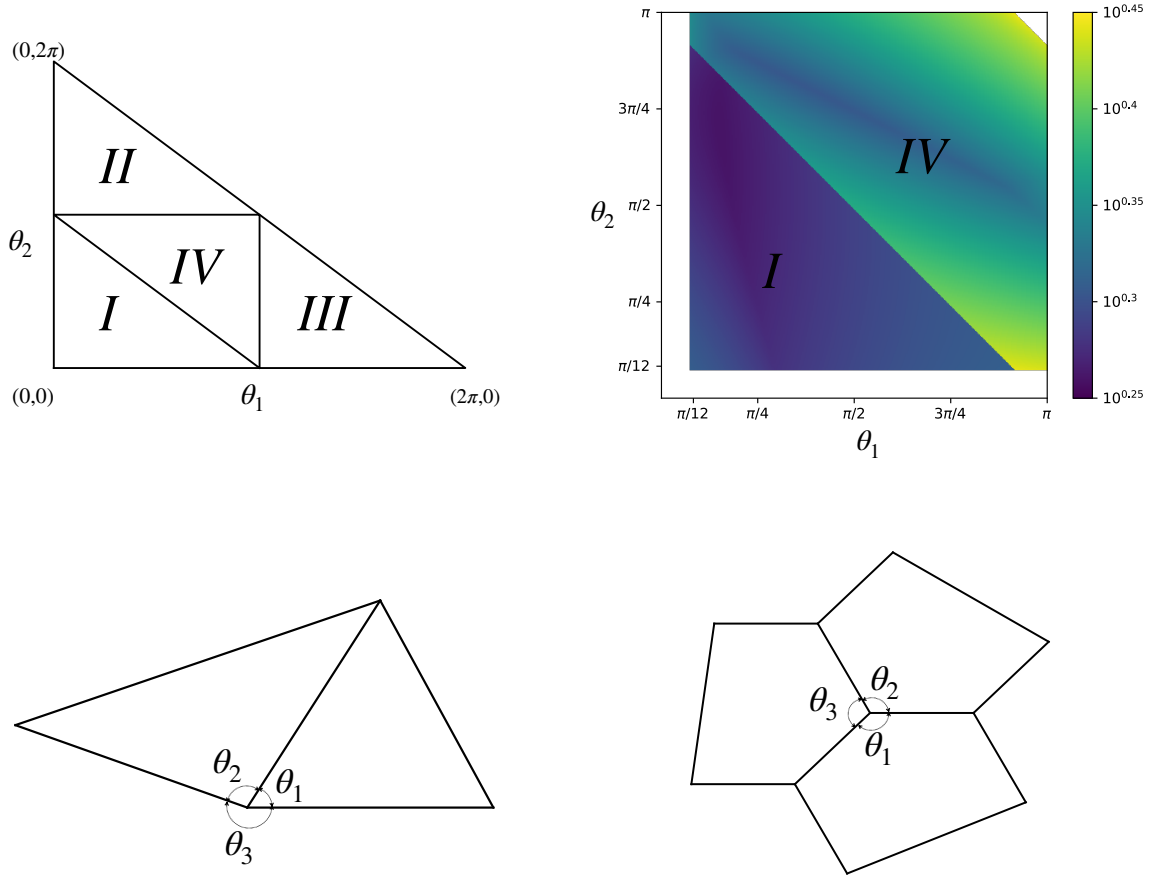 (0,2π)
II
θ₂
IV
I
III
(0,0)
θ₁
(2π,0)
π
3π/4
π/2
π/4
π/12
θ₂
IV
I
π/12
π/4
π/2
3π/4
π
θ₁
10^0.45
10^0.4
10^0.35
10^0.3
10^0.25
θ₂
θ₁
θ₃
θ₃
θ₂
θ₁